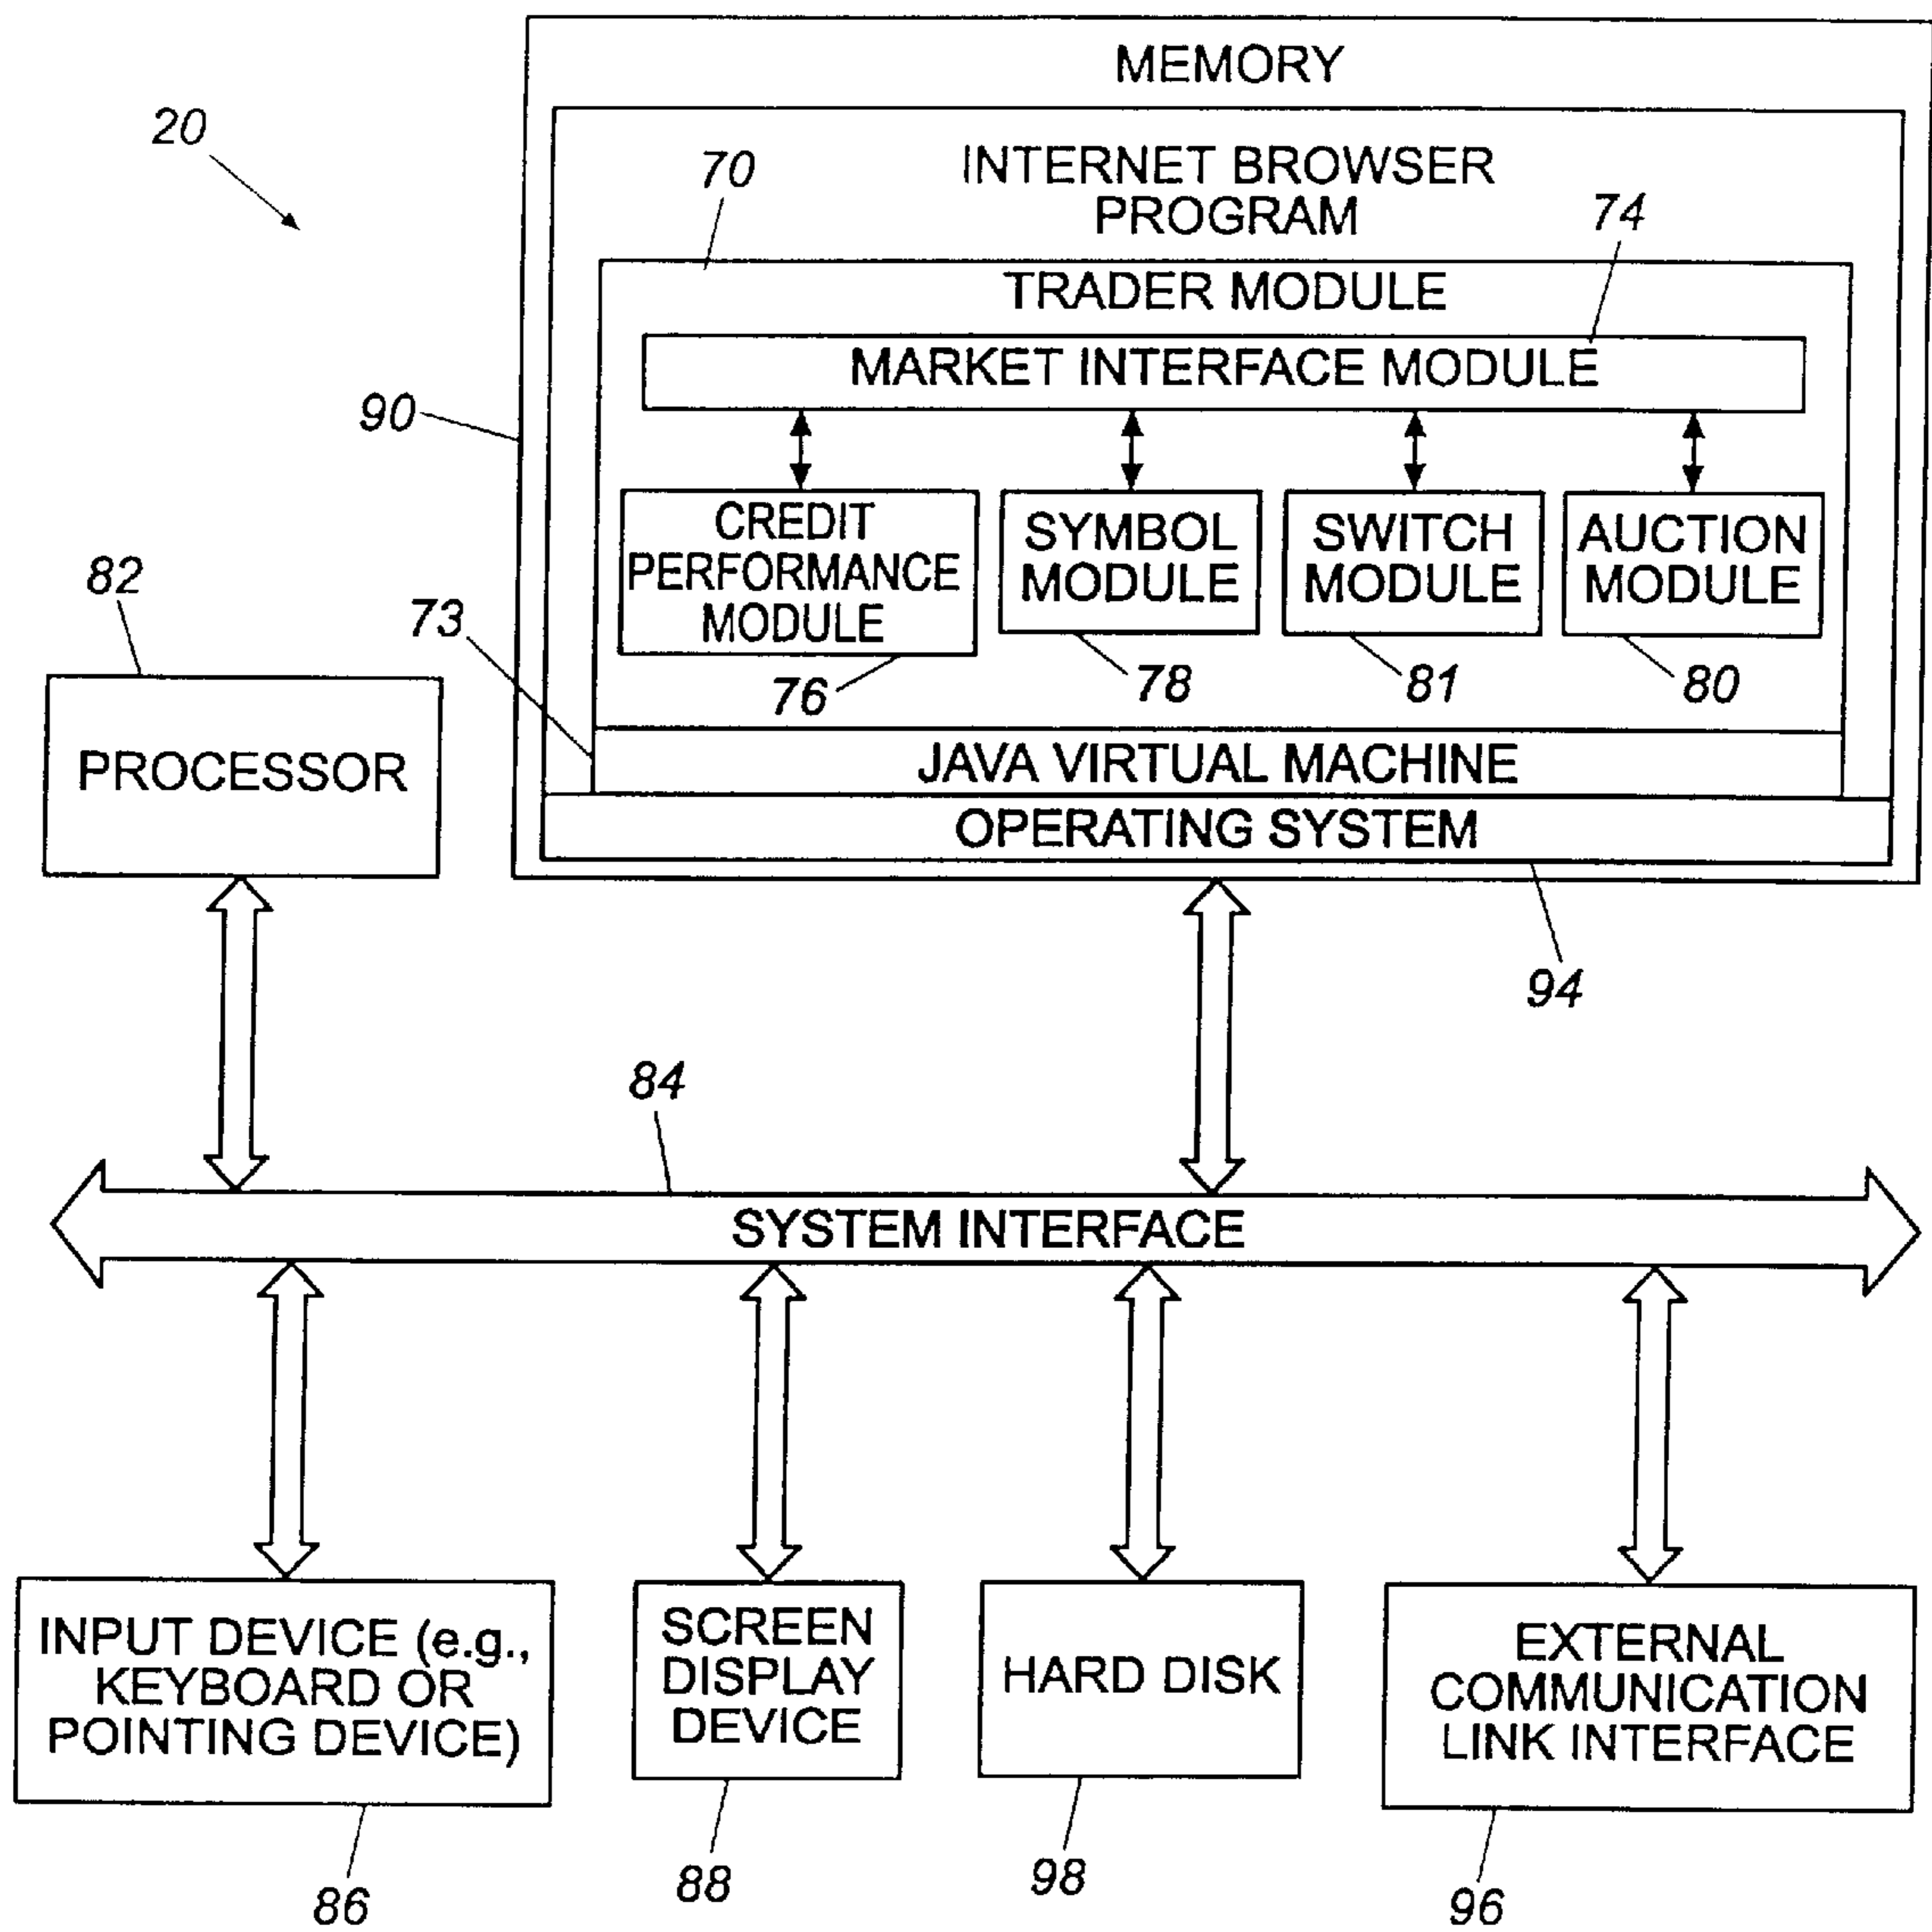 MEMORY
20
INTERNET BROWSER
PROGRAM
70
74
TRADER MODULE
MARKET INTERFACE MODULE
90
CREDIT
PERFORMANCE
MODULE
SYMBOL
MODULE
SWITCH
MODULE
AUCTION
MODULE
82
73
76
78
81
80
PROCESSOR
JAVA VIRTUAL MACHINE
OPERATING SYSTEM
94
84
SYSTEM INTERFACE
INPUT DEVICE (e.g.,
KEYBOARD OR
POINTING DEVICE)
SCREEN
DISPLAY
DEVICE
HARD DISK
EXTERNAL
COMMUNICATION
LINK INTERFACE
86
88
98
96